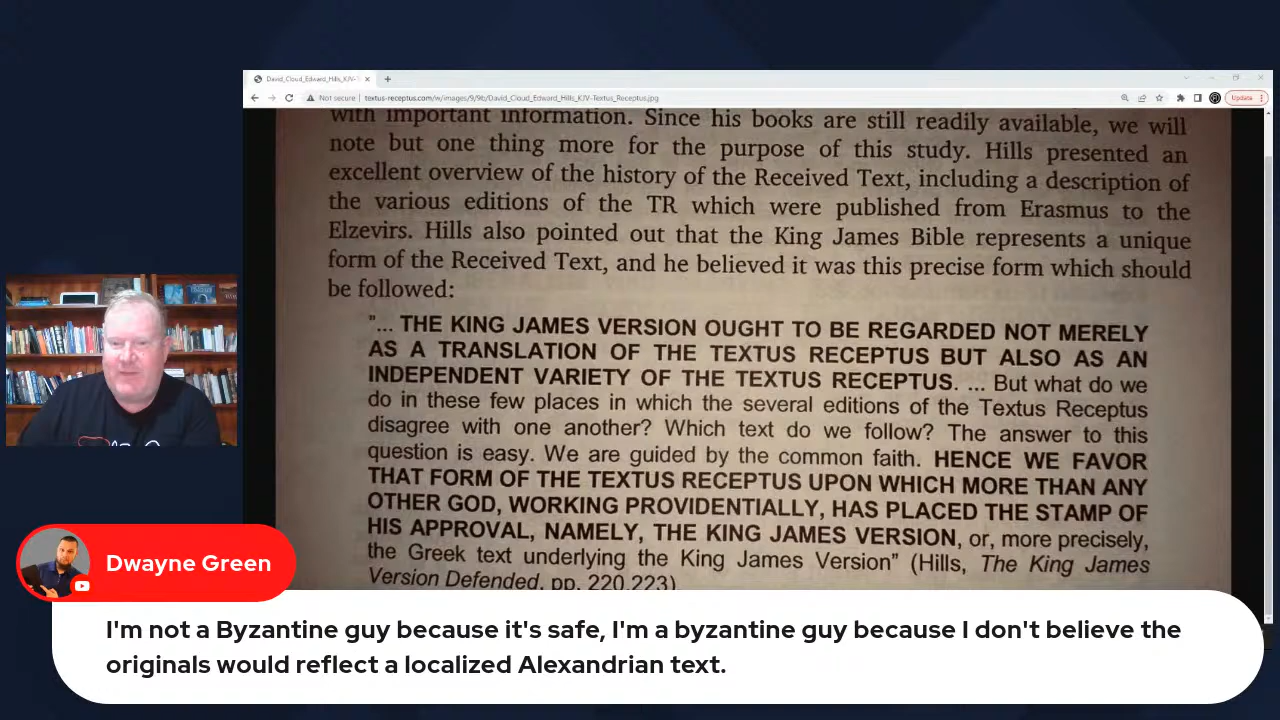 David_Cloud_Edward_Hills_KJV-T
Not secure
textus-receptus.com/w/images/9/9b/David_Cloud_Edward_Hills_KJV-Textus_Receptus.jpg
Update
with important information. Since his books are still readily available, we will
note but one thing more for the purpose of this study. Hills presented an
excellent overview of the history of the Received Text, including a description of
the various editions of the TR which were published from Erasmus to the
Elzevirs. Hills also pointed out that the King James Bible represents a unique
form of the Received Text, and he believed it was this precise form which should
be followed:
"... THE KING JAMES VERSION OUGHT TO BE REGARDED NOT MERELY
AS A TRANSLATION OF THE TEXTUS RECEPTUS BUT ALSO AS AN
INDEPENDENT VARIETY OF THE TEXTUS RECEPTUS. ... But what do we
do in these few places in which the several editions of the Textus Receptus
disagree with one another? Which text do we follow? The answer to this
question is easy. We are guided by the common faith. HENCE WE FAVOR
THAT FORM OF THE TEXTUS RECEPTUS UPON WHICH MORE THAN ANY
OTHER GOD, WORKING PROVIDENTIALLY, HAS PLACED THE STAMP OF
HIS APPROVAL, NAMELY, THE KING JAMES VERSION, or, more precisely,
the Greek text underlying the King James Version" (Hills, The King James
Version Defended, pp. 220,223)
Dwayne Green
I'm not a Byzantine guy because it's safe, I'm a byzantine guy because I don't believe the
originals would reflect a localized Alexandrian text.